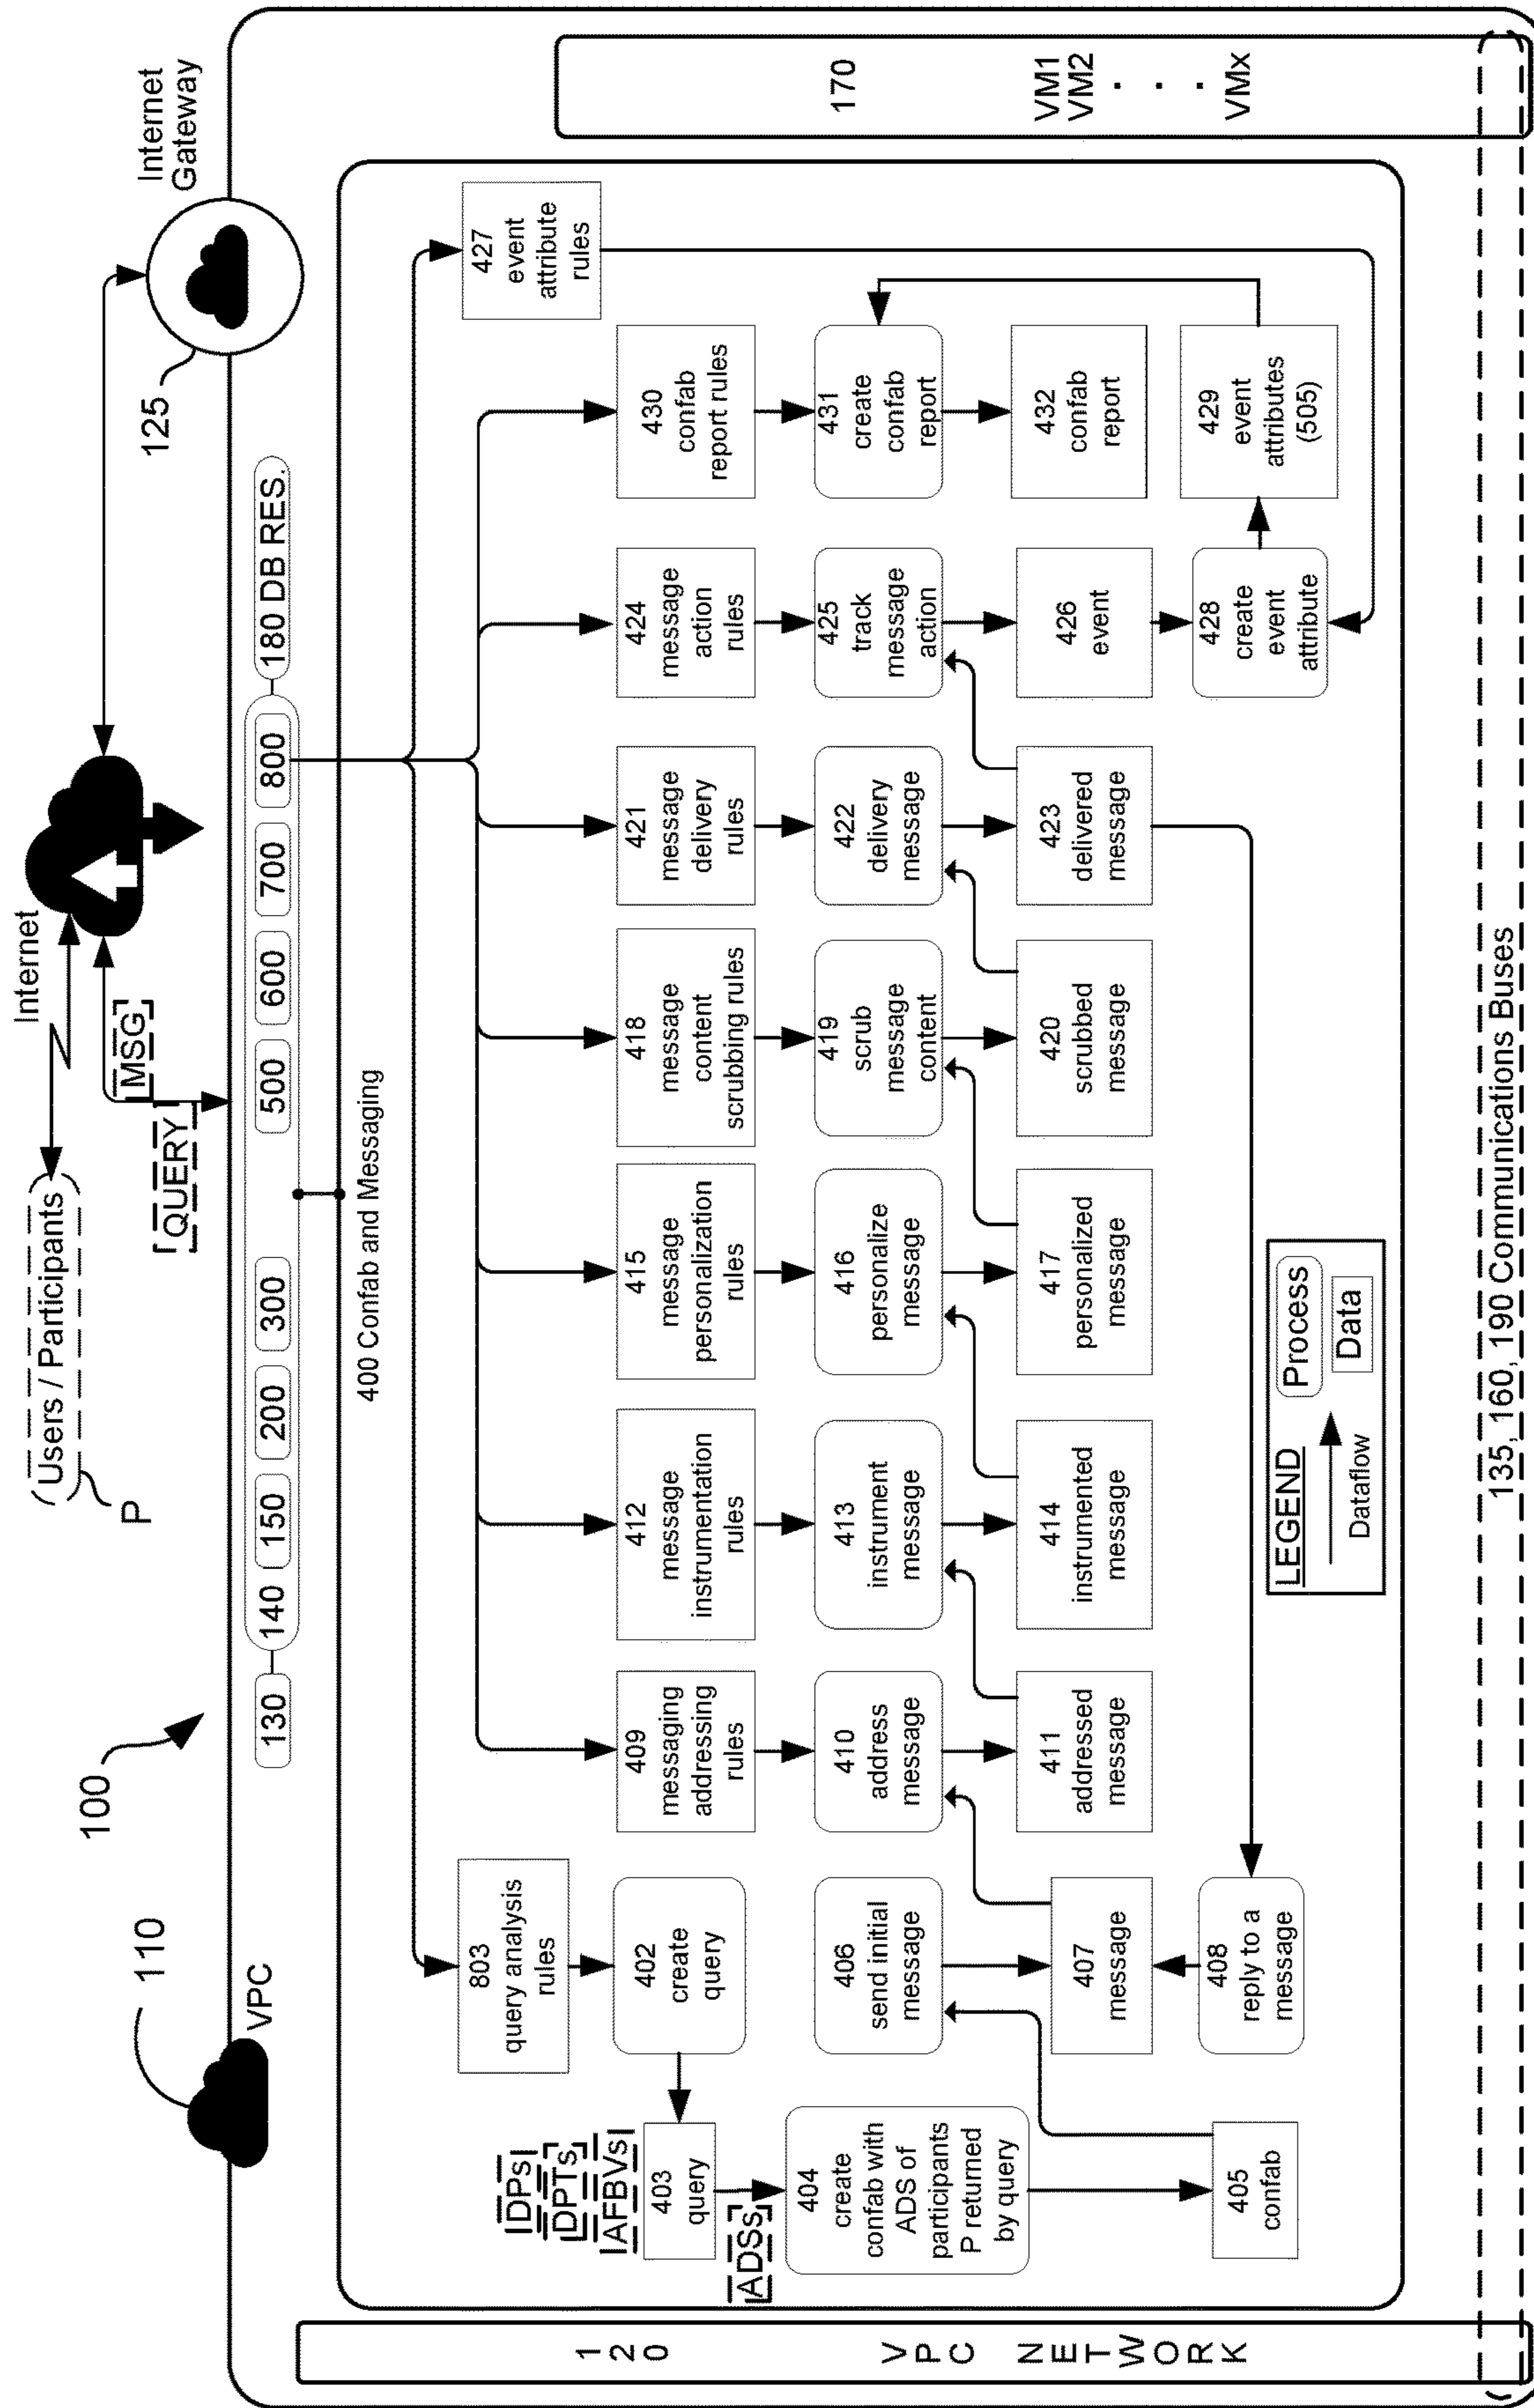 110
VPC
100
Users / Participants
P
Internet
MSG
QUERY
Internet
Gateway
125
130
140
150
200
300
500
600
700
800
180 DB RES.
120
VPC NETWORK
400 Confab and Messaging
170
VM1
VM2
.
.
.
VMx
803
query analysis
rules
402
create
query
DPs
DPTs
AFBVs
403
query
ADSs
404
create
confab with
ADS of
participants
P returned
by query
405
confab
406
send initial
message
407
message
408
reply to a
message
409
messaging
addressing
rules
410
address
message
411
addressed
message
412
message
instrumentation
rules
413
instrument
message
414
instrumented
message
415
message
personalization
rules
416
personalize
message
417
personalized
message
418
message
content
scrubbing rules
419
scrub
message
content
420
scrubbed
message
421
message
delivery
rules
422
delivery
message
423
delivered
message
424
message
action
rules
425
track
message
action
426
event
428
create
event
attribute
427
event
attribute
rules
430
confab
report rules
431
create
confab
report
432
confab
report
429
event
attributes
(505)
LEGEND
Process
Dataflow
Data
135, 160, 190 Communications Buses